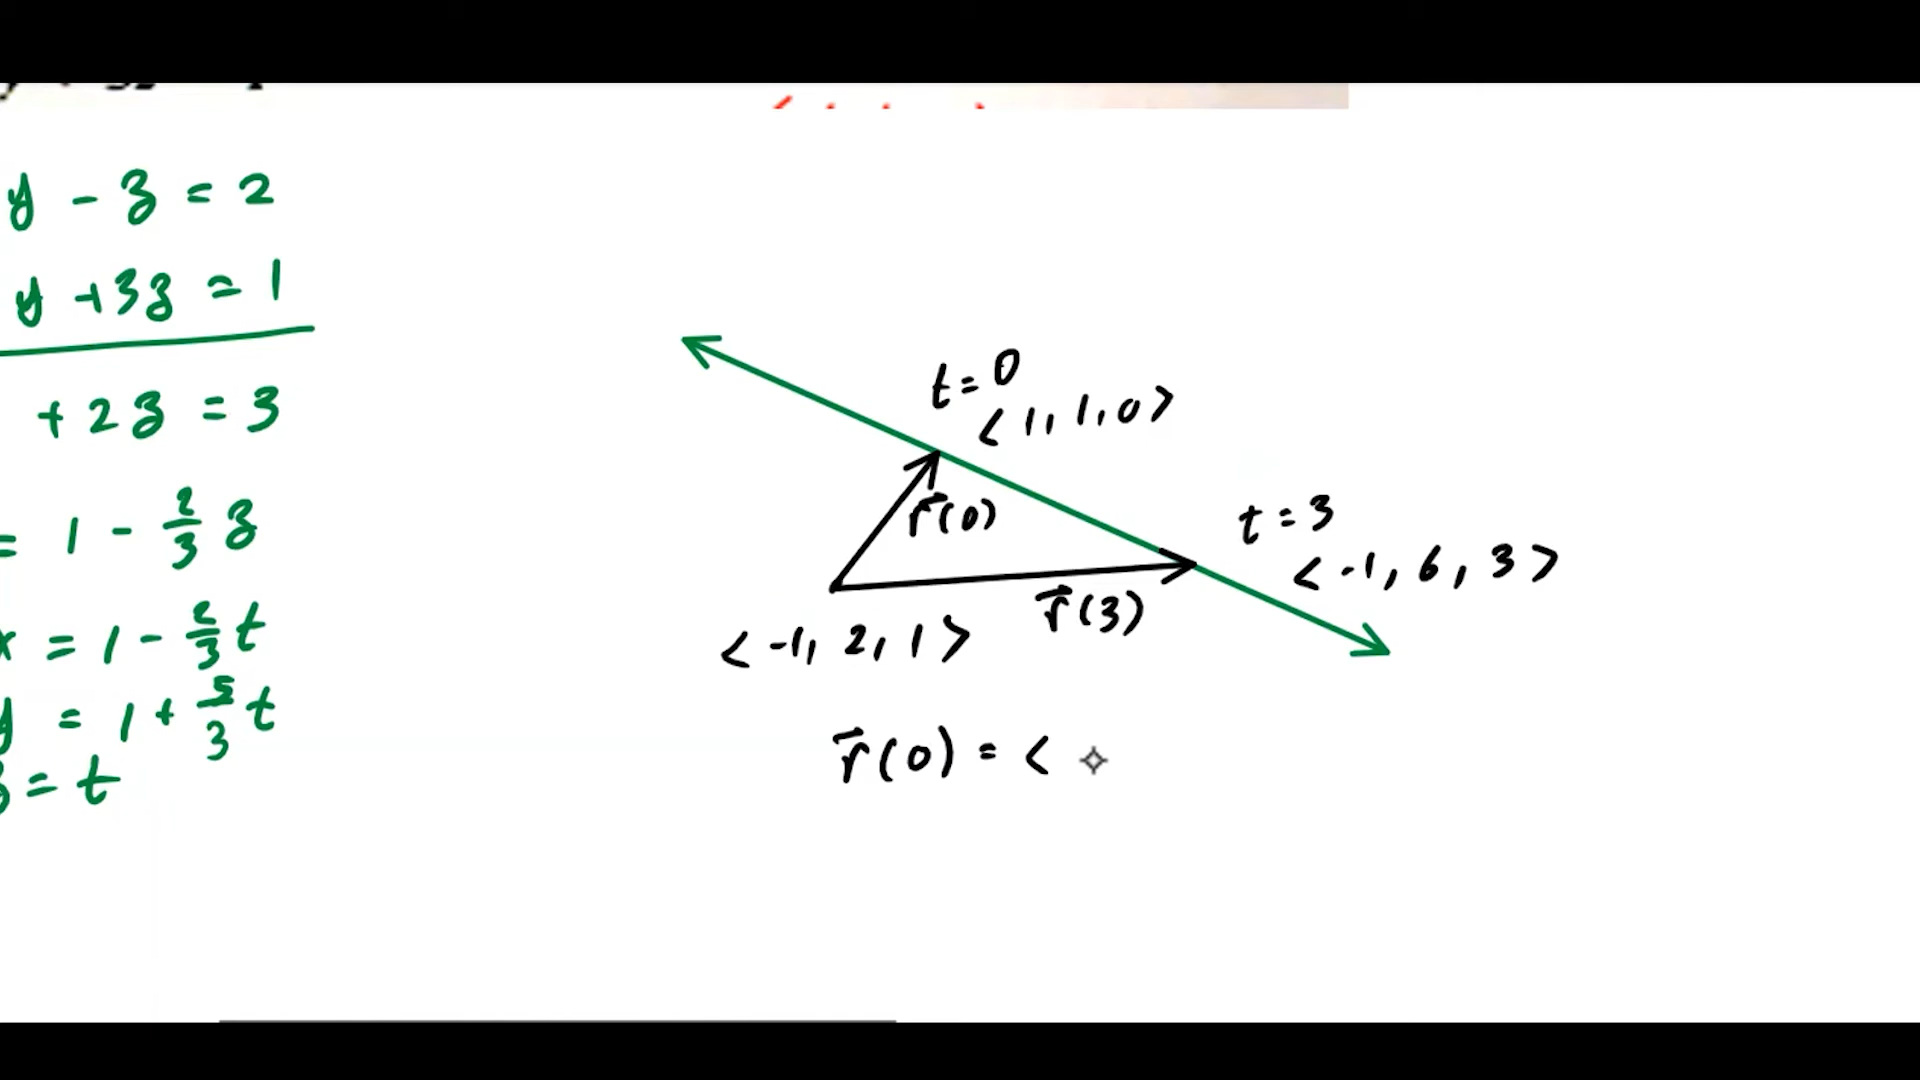 y - z = 2
y + 3z = 1
+ 2z = 3
= 1 - 2/3 z
x = 1 - 2/3 t
y = 1 + 5/3 t
z = t
t = 0
< 1, 1, 0 >
r⃗(0)
t = 3
< -1, 6, 3 >
r⃗(3)
< -1, 2, 1 >
r⃗(0) = <